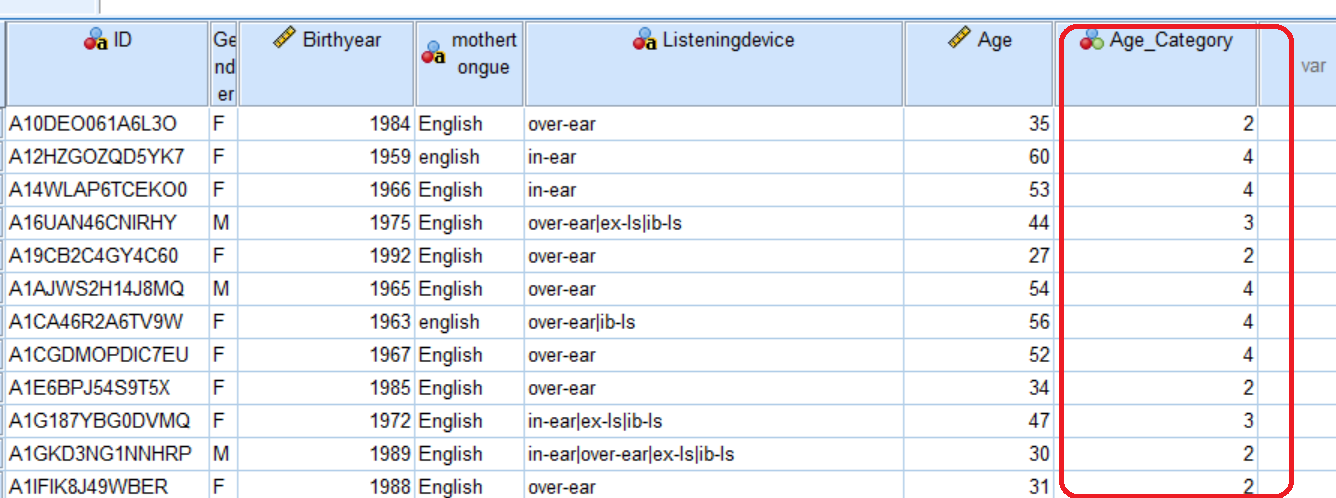 ID Gender Birthyear mothertongue Listeningdevice Age Age_Category var
A10DEO061A6L3O F 1984 English over-ear 35 2
A12HZGOZQD5YK7 F 1959 english in-ear 60 4
A14WLAP6TCEKO0 F 1966 English in-ear 53 4
A16UAN46CNIRHY M 1975 English over-ear|ex-ls|ib-ls 44 3
A19CB2C4GY4C60 F 1992 English over-ear 27 2
A1AJWS2H14J8MQ M 1965 English over-ear 54 4
A1CA46R2A6TV9W F 1963 english over-ear|ib-ls 56 4
A1CGDMOPDIC7EU F 1967 English over-ear 52 4
A1E6BPJ54S9T5X F 1985 English over-ear 34 2
A1G187YBG0DVMQ F 1972 English in-ear|ex-ls|ib-ls 47 3
A1GKD3NG1NNHRP M 1989 English in-ear|over-ear|ex-ls|ib-ls 30 2
A1IFIK8J49WBER F 1988 English over-ear 31 2